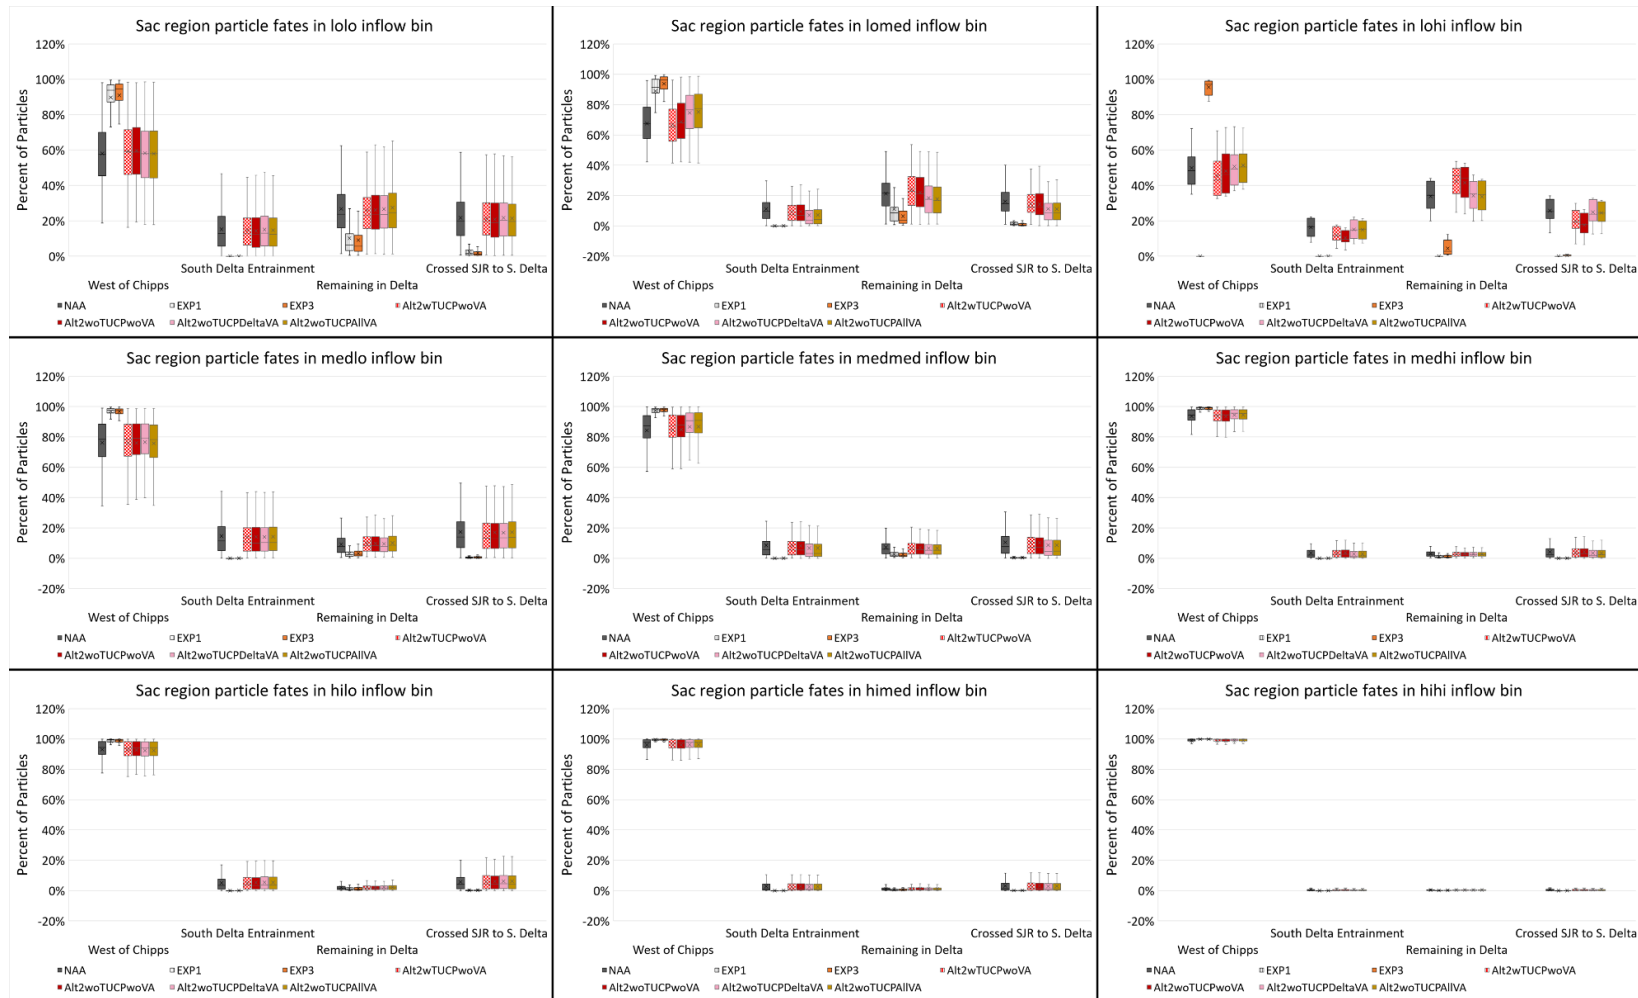 Sac region particle fates in lolo inflow bin
Percent of Particles
120%
100%
80%
60%
40%
20%
0%
South Delta Entrainment Crossed SJR to S. Delta
West of Chipps Remaining in Delta
NAA EXP1 EXP3 Alt2wTUCPwoVA
Alt2woTUCPwoVA Alt2woTUCPDeltaVA Alt2woTUCPAllVA
Sac region particle fates in lomed inflow bin
Percent of Particles
120%
100%
80%
60%
40%
20%
0%
-20%
South Delta Entrainment Crossed SJR to S. Delta
West of Chipps Remaining in Delta
NAA EXP1 EXP3 Alt2wTUCPwoVA
Alt2woTUCPwoVA Alt2woTUCPDeltaVA Alt2woTUCPAllVA
Sac region particle fates in lohi inflow bin
Percent of Particles
120%
100%
80%
60%
40%
20%
0%
South Delta Entrainment Crossed SJR to S. Delta
West of Chipps Remaining in Delta
NAA EXP1 EXP3 Alt2wTUCPwoVA
Alt2woTUCPwoVA Alt2woTUCPDeltaVA Alt2woTUCPAllVA
Sac region particle fates in medlo inflow bin
Percent of Particles
120%
100%
80%
60%
40%
20%
0%
-20%
South Delta Entrainment Crossed SJR to S. Delta
West of Chipps Remaining in Delta
NAA EXP1 EXP3 Alt2wTUCPwoVA
Alt2woTUCPwoVA Alt2woTUCPDeltaVA Alt2woTUCPAllVA
Sac region particle fates in medmed inflow bin
Percent of Particles
120%
100%
80%
60%
40%
20%
0%
-20%
South Delta Entrainment Crossed SJR to S. Delta
West of Chipps Remaining in Delta
NAA EXP1 EXP3 Alt2wTUCPwoVA
Alt2woTUCPwoVA Alt2woTUCPDeltaVA Alt2woTUCPAllVA
Sac region particle fates in medhi inflow bin
Percent of Particles
120%
100%
80%
60%
40%
20%
0%
-20%
South Delta Entrainment Crossed SJR to S. Delta
West of Chipps Remaining in Delta
NAA EXP1 EXP3 Alt2wTUCPwoVA
Alt2woTUCPwoVA Alt2woTUCPDeltaVA Alt2woTUCPAllVA
Sac region particle fates in hilo inflow bin
Percent of Particles
120%
100%
80%
60%
40%
20%
0%
-20%
South Delta Entrainment Crossed SJR to S. Delta
West of Chipps Remaining in Delta
NAA EXP1 EXP3 Alt2wTUCPwoVA
Alt2woTUCPwoVA Alt2woTUCPDeltaVA Alt2woTUCPAllVA
Sac region particle fates in himed inflow bin
Percent of Particles
120%
100%
80%
60%
40%
20%
0%
-20%
South Delta Entrainment Crossed SJR to S. Delta
West of Chipps Remaining in Delta
NAA EXP1 EXP3 Alt2wTUCPwoVA
Alt2woTUCPwoVA Alt2woTUCPDeltaVA Alt2woTUCPAllVA
Sac region particle fates in hihi inflow bin
Percent of Particles
120%
100%
80%
60%
40%
20%
0%
-20%
South Delta Entrainment Crossed SJR to S. Delta
West of Chipps Remaining in Delta
NAA EXP1 EXP3 Alt2wTUCPwoVA
Alt2woTUCPwoVA Alt2woTUCPDeltaVA Alt2woTUCPAllVA